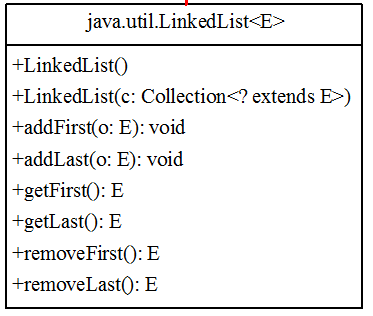 java.util.LinkedList<E>
+LinkedList()
+LinkedList(c: Collection<? extends E>)
+addFirst(o: E): void
+addLast(o: E): void
+getFirst(): E
+getLast(): E
+removeFirst(): E
+removeLast(): E